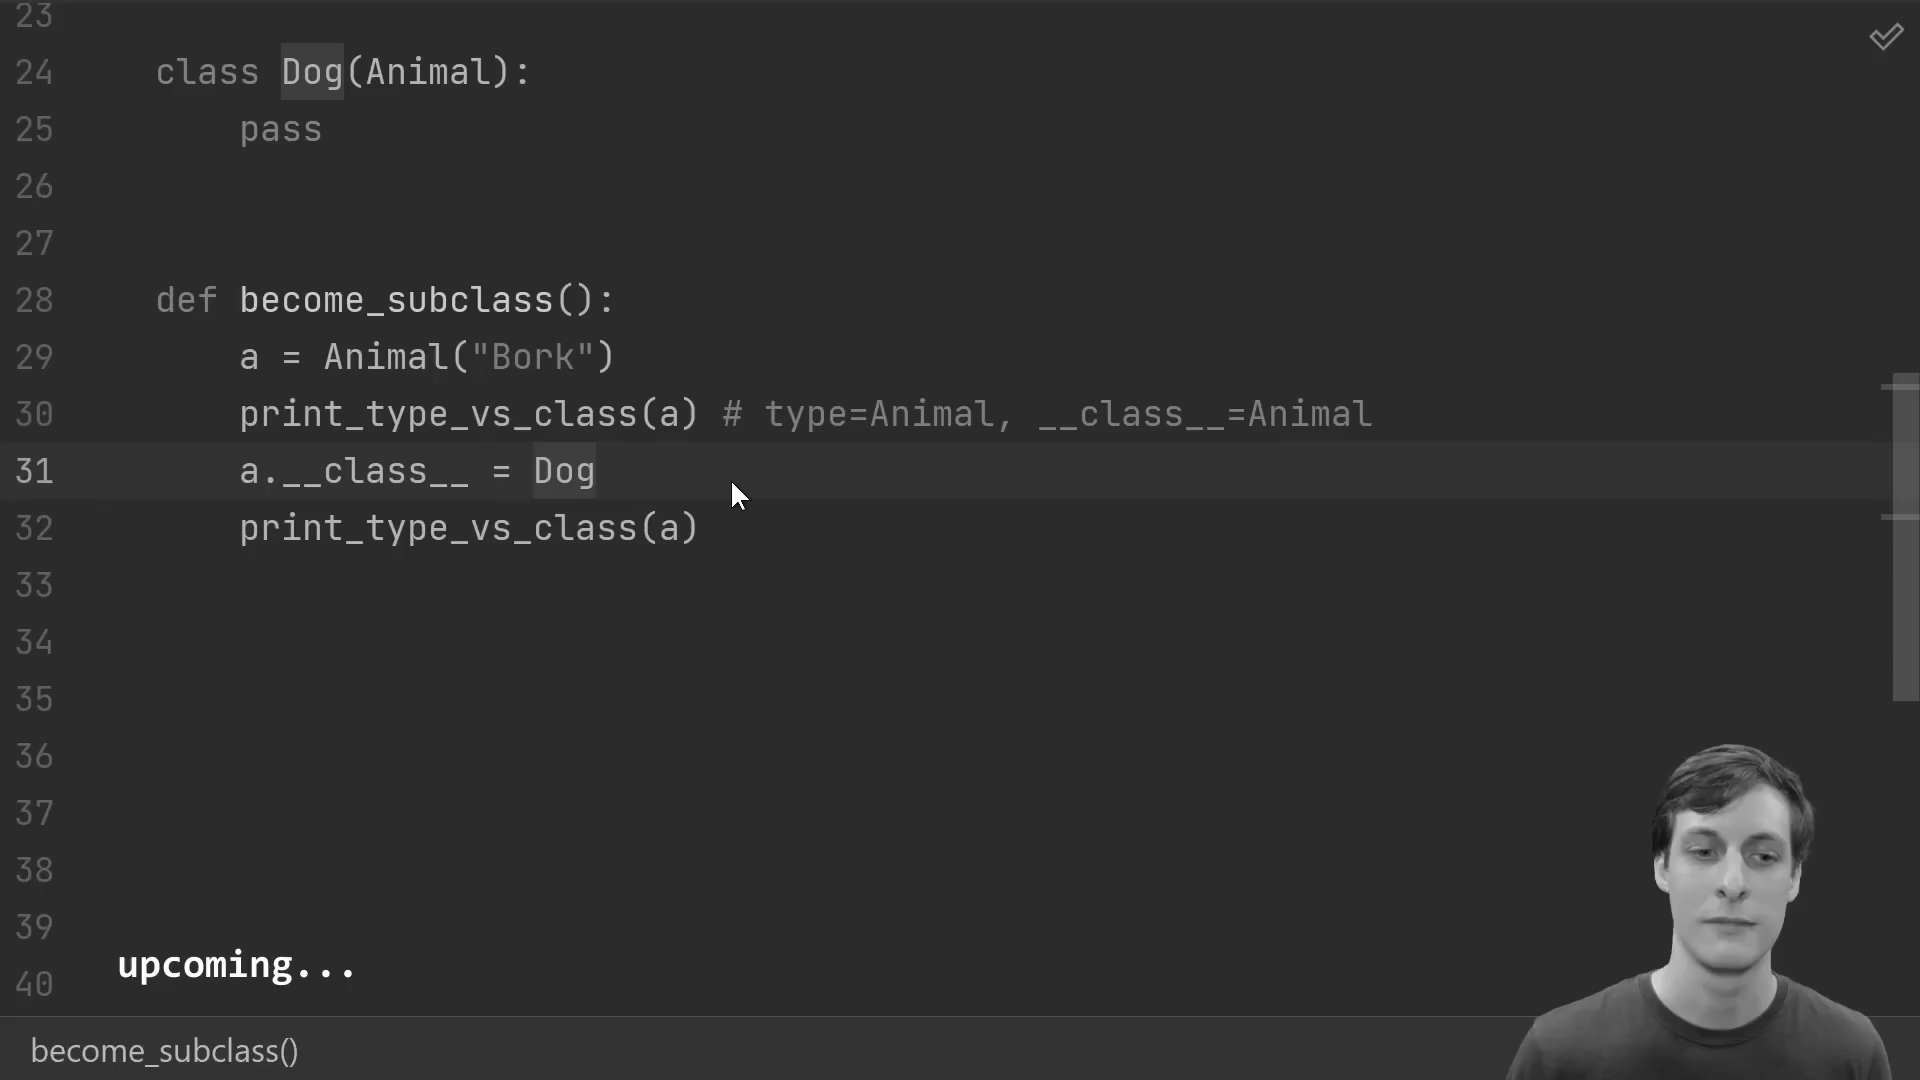 23
24 class Dog(Animal):
25 pass
26
27
28 def become_subclass():
29 a = Animal("Bork")
30 print_type_vs_class(a) # type=Animal, __class__=Animal
31 a.__class__ = Dog
32 print_type_vs_class(a)
33
34
35
36
37
38
39
upcoming...
40
become_subclass()